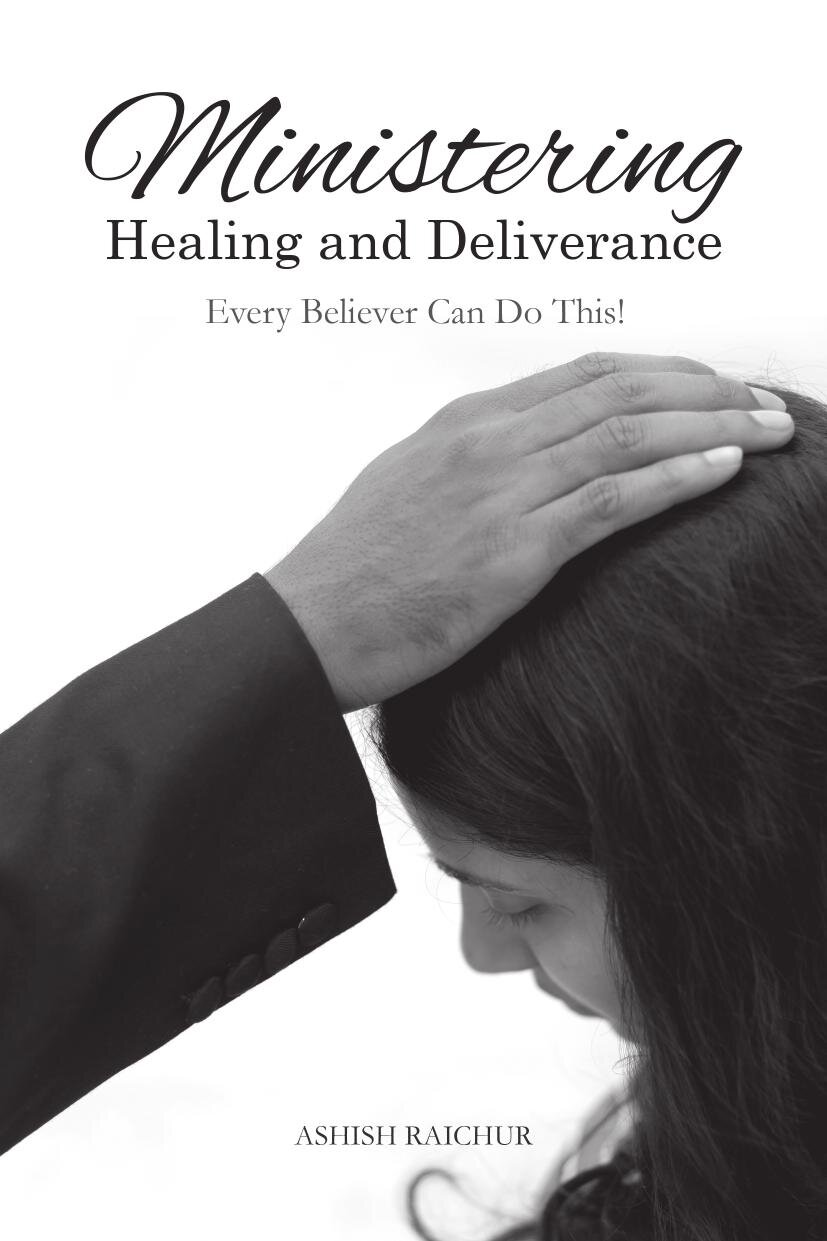 Ministering
Healing and Deliverance
Every Believer Can Do This!
ASHISH RAICHUR